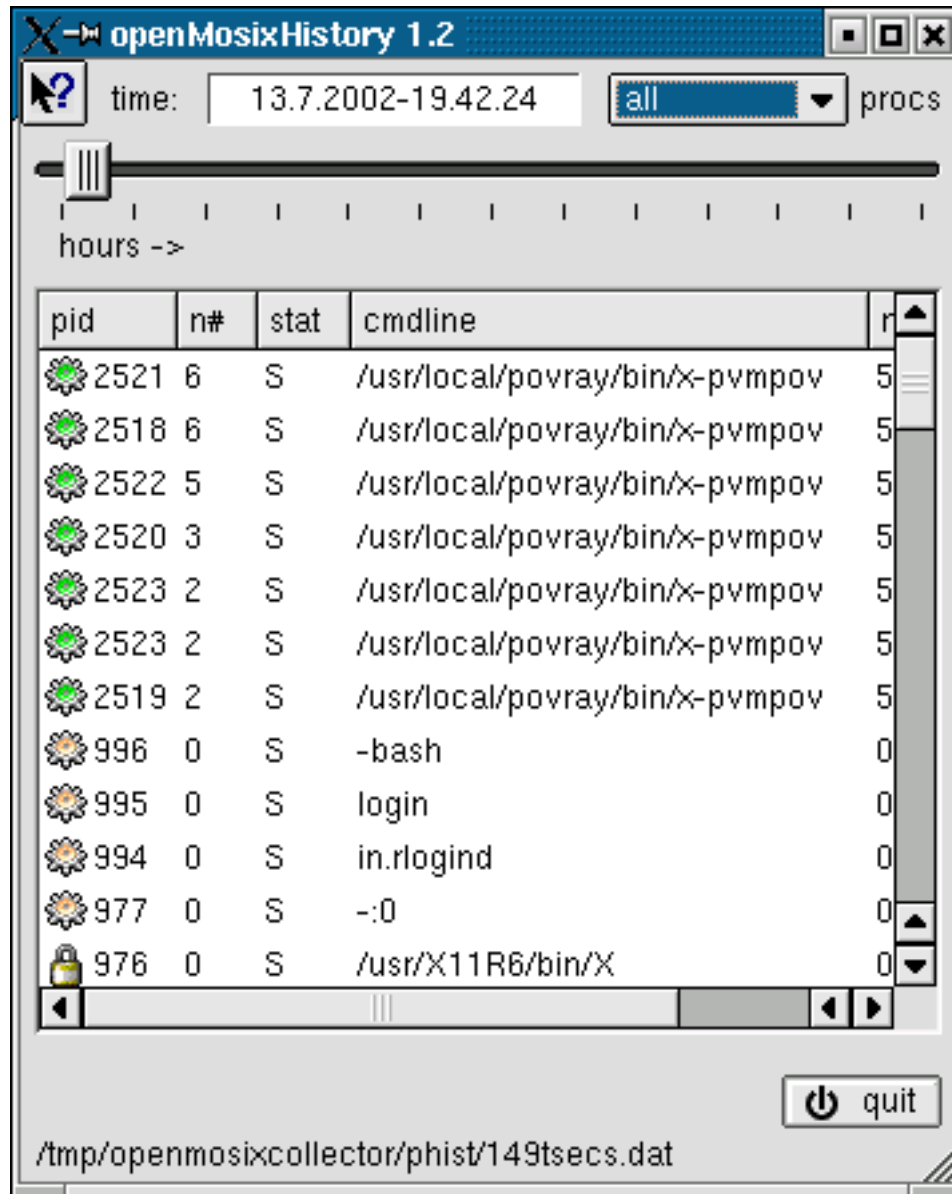 openMosixHistory 1.2
time: 13.7.2002-19.42.24 all procs
hours ->
pid n# stat cmdline
2521 6 S /usr/local/povray/bin/x-pvmpov 5
2518 6 S /usr/local/povray/bin/x-pvmpov 5
2522 5 S /usr/local/povray/bin/x-pvmpov 5
2520 3 S /usr/local/povray/bin/x-pvmpov 5
2523 2 S /usr/local/povray/bin/x-pvmpov 5
2523 2 S /usr/local/povray/bin/x-pvmpov 5
2519 2 S /usr/local/povray/bin/x-pvmpov 5
996 0 S -bash 0
995 0 S login 0
994 0 S in.rlogind 0
977 0 S -:0 0
976 0 S /usr/X11R6/bin/X 0
quit
/tmp/openmosixcollector/phist/149tsecs.dat